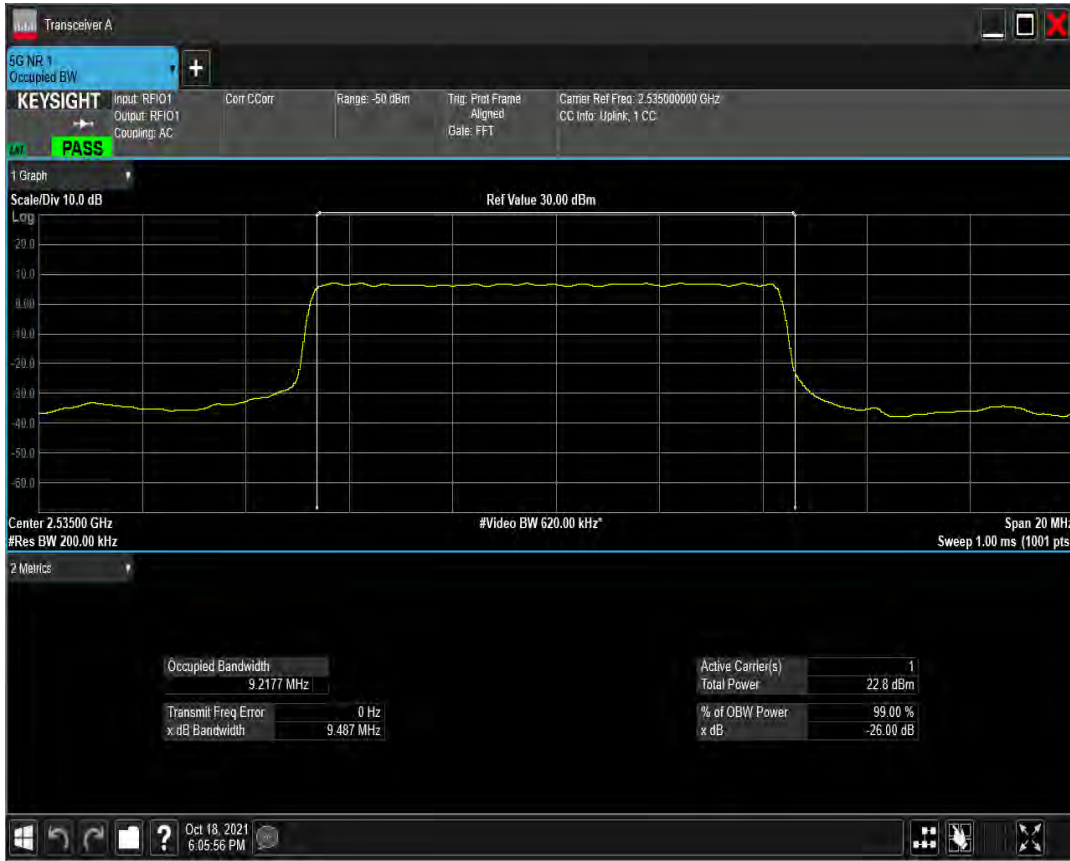 Transceiver A
5G NR 1
Occupied BW
+
KEYSIGHT
Input: RFIO1
Output: RFIO1
Coupling: AC
PASS
Corr CCorr
Range: -50 dBm
Trig: Prot Frame
Aligned
Gate: FFT
Carrier Ref Freq: 2.535000000 GHz
CC Info: Uplink, 1 CC
1 Graph
Scale/Div 10.0 dB
Ref Value 30.00 dBm
Log
20.0
10.0
0.00
-10.0
-20.0
-30.0
-40.0
-50.0
-60.0
Center 2.53500 GHz
#Video BW 620.00 kHz*
Span 20 MHz
#Res BW 200.00 kHz
Sweep 1.00 ms (1001 pts
2 Metrics
Occupied Bandwidth
9.2177 MHz
Transmit Freq Error 0 Hz
x dB Bandwidth 9.487 MHz
Active Carrier(s) 1
Total Power 22.8 dBm
% of OBW Power 99.00 %
x dB -26.00 dB
?
Oct 18, 2021
6:05:56 PM